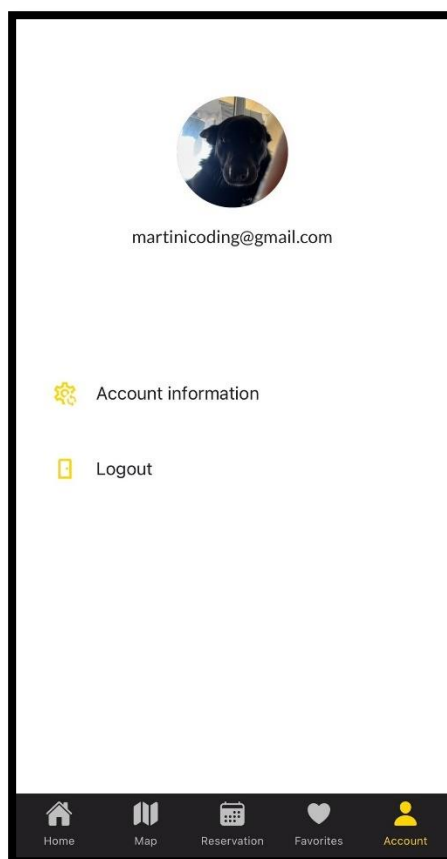 martinicoding@gmail.com
Account information
Logout
Home Map Reservation Favorites Account